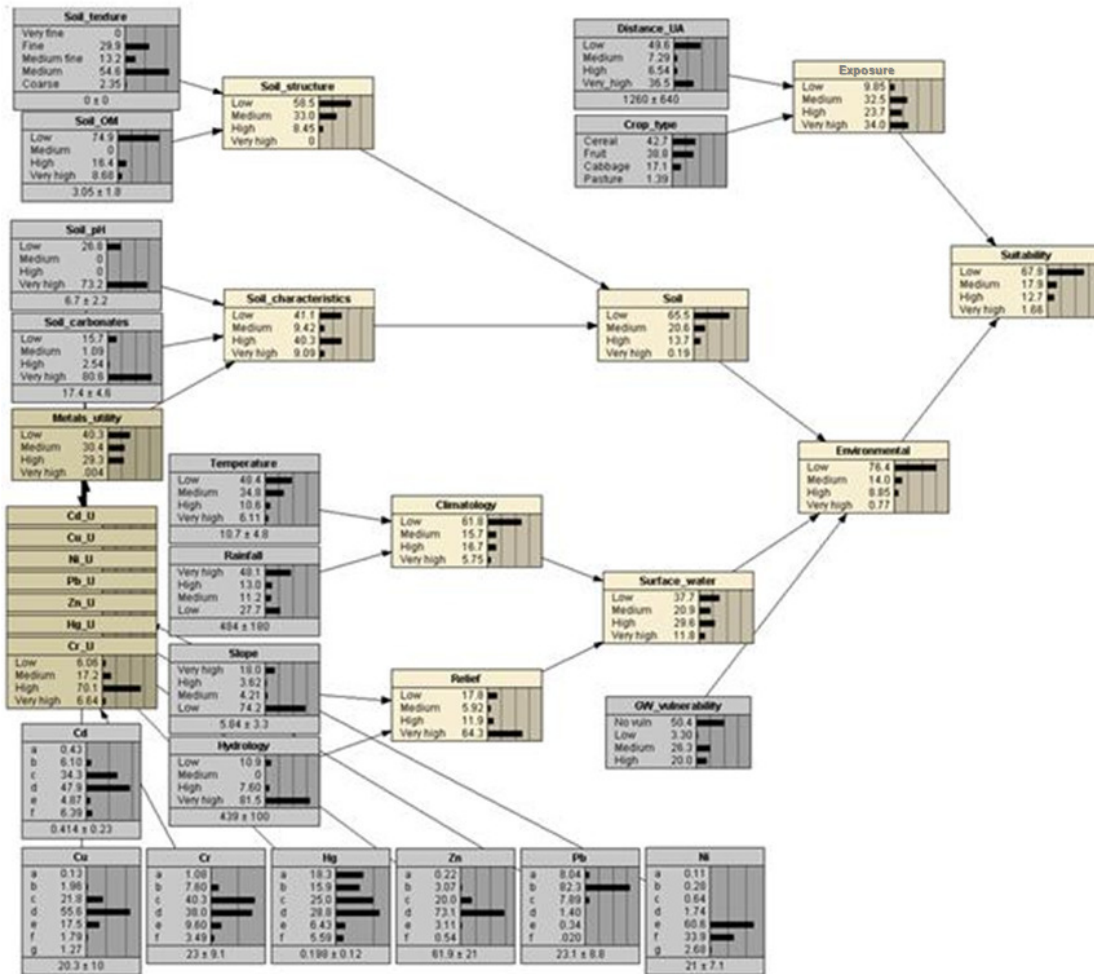 Soil_texture
Very fine 0
Fine 29.9
Medium fine 13.2
Medium 54.6
Coarse 2.35
0 ± 0
Soil_OM
Low 74.9
Medium 0
High 16.4
Very high 8.68
3.05 ± 1.8
Soil_structure
Low 58.5
Medium 33.0
High 8.45
Very high 0
Distance_UA
Low 49.6
Medium 7.29
High 6.54
Very_high 36.5
1260 ± 640
Crop_type
Cereal 42.7
Fruit 38.8
Cabbage 17.1
Pasture 1.39
Exposure
Low 9.85
Medium 32.5
High 23.7
Very high 34.0
Soil_pH
Low 26.8
Medium 0
High 0
Very high 73.2
6.7 ± 2.2
Soil_carbonates
Low 15.7
Medium 1.09
High 2.54
Very high 80.6
17.4 ± 4.6
Metals_utility
Low 40.3
Medium 30.4
High 29.3
Very high .004
Soil_characteristics
Low 41.1
Medium 9.42
High 40.3
Very high 9.09
Soil
Low 65.5
Medium 20.6
High 13.7
Very high 0.19
Suitability
Low 67.8
Medium 17.9
High 12.7
Very high 1.66
Environmental
Low 76.4
Medium 14.0
High 8.85
Very high 0.77
Temperature
Low 48.4
Medium 34.8
High 10.6
Very high 6.11
10.7 ± 4.8
Rainfall
Very high 48.1
High 13.0
Medium 11.2
Low 27.7
484 ± 180
Climatology
Low 61.8
Medium 15.7
High 16.7
Very high 5.75
Surface_water
Low 37.7
Medium 20.9
High 29.6
Very high 11.8
Cd_U
Cu_U
Ni_U
Pb_U
Zn_U
Hg_U
Cr_U
Low 6.06
Medium 17.2
High 70.1
Very high 6.64
Slope
Very high 18.0
High 3.62
Medium 4.21
Low 74.2
5.84 ± 3.3
Hydrology
Low 10.9
Medium 0
High 7.60
Very high 81.5
439 ± 100
Relief
Low 17.8
Medium 5.92
High 11.9
Very high 64.3
GW_vulnerability
No vuln 50.4
Low 3.30
Medium 26.3
High 20.0
Cd
a 0.43
b 6.10
c 34.3
d 47.9
e 4.87
f 6.39
0.414 ± 0.23
Cu
a 0.13
b 1.96
c 21.8
d 55.6
e 17.5
f 1.79
g 1.27
20.3 ± 10
Cr
a 1.08
b 7.60
c 40.3
d 38.0
e 9.60
f 3.49
23 ± 9.1
Hg
a 18.3
b 15.9
c 25.0
d 28.8
e 6.43
f 5.59
0.198 ± 0.12
Zn
a 0.22
b 3.07
c 20.0
d 73.1
e 3.11
f 0.54
61.9 ± 21
Pb
a 8.04
b 82.3
c 7.89
d 1.40
e 0.34
f .020
23.1 ± 8.8
Ni
a 0.11
b 0.28
c 0.64
d 1.74
e 60.6
f 33.9
g 2.68
21 ± 7.1